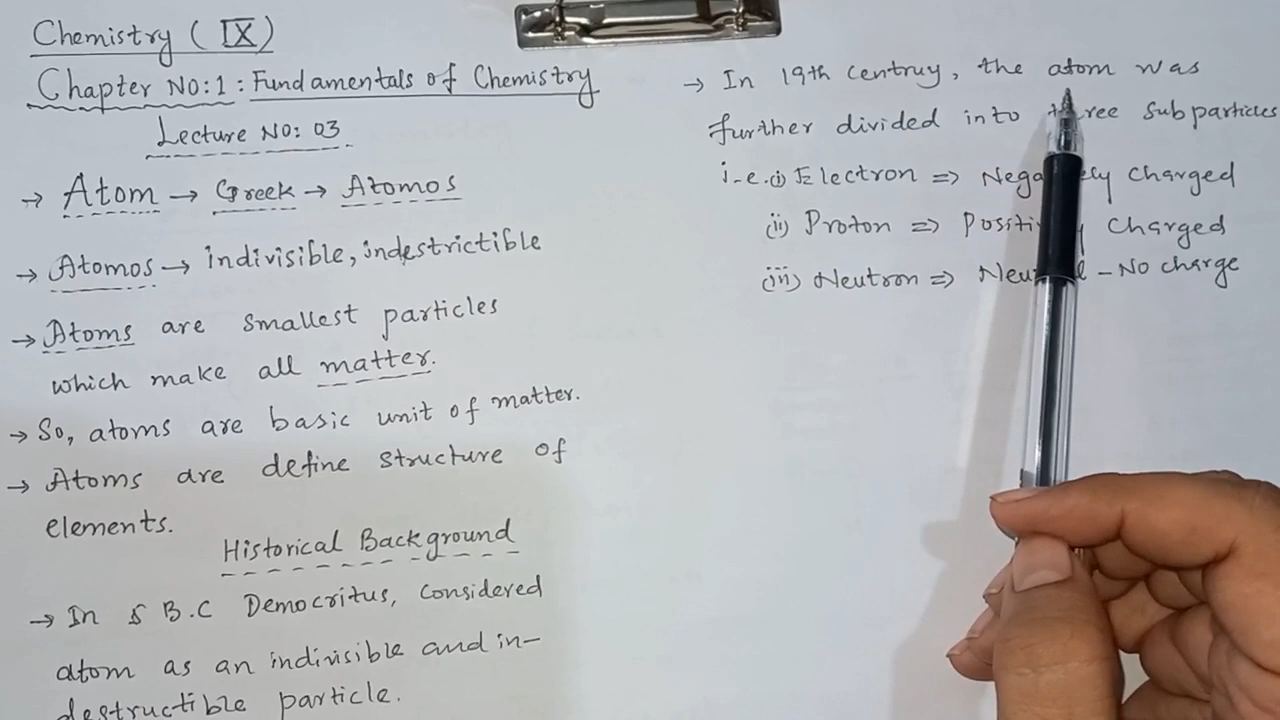 Chemistry (IX)
Chapter NO:1: Fundamentals of Chemistry
Lecture NO: 03
→ Atom → Greek → Atomos
→ Atomos → indivisible, indestrictible
→ Atoms are smallest particles
which make all matter.
→ So, atoms are basic unit of matter.
→ Atoms are define structure of
elements.
Historical Background
→ In 5 B.C Democritus, considered
atom as an indivisible and in-
destructible particle.
→ In 19th centruy, the atom was
further divided into three subparticles
i-e.(i) Electron => Charged
(ii) Proton => Charged
(iii) Neutron => - No charge